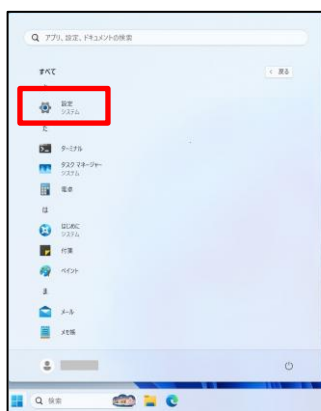 アプリ、設定、ドキュメントの検索
すべて
戻る
設定
システム
た
ターミナル
タスク マネージャー
システム
電卓
は
はじめに
システム
付箋
ペイント
ま
メール
メモ帳
検索